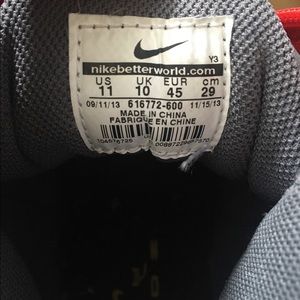 Y3
nikebetterworld.com
US UK EUR cm
11 10 45 29
09/11/13 616772-600 11/15/13
MADE IN CHINA
FABRIQUE EN CHINE